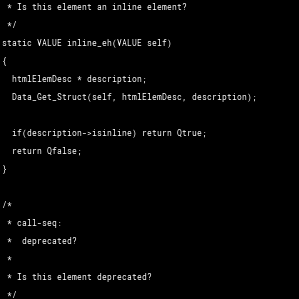 * Is this element an inline element?
*/
static VALUE inline_eh(VALUE self)
{
htmlElemDesc * description;
Data_Get_Struct(self, htmlElemDesc, description);
if(description->isinline) return Qtrue;
return Qfalse;
}
/*
* call-seq:
*  deprecated?
*
* Is this element deprecated?
*/